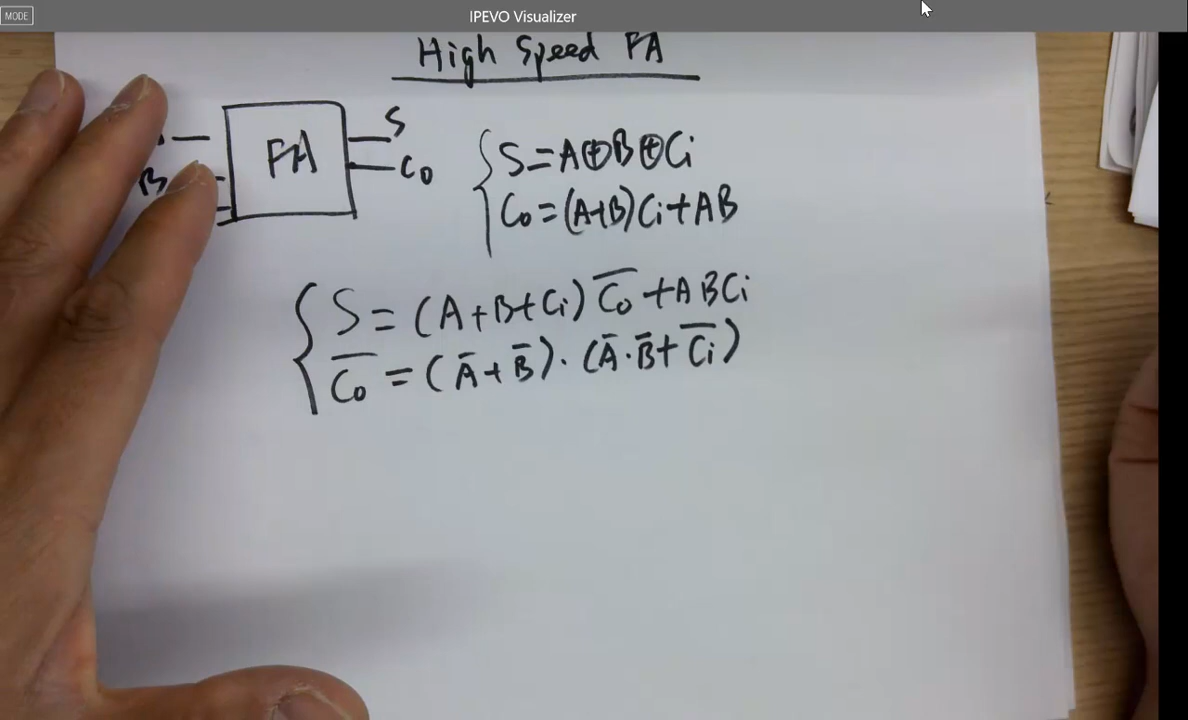 MODE
IPEVO Visualizer
High Speed FA
B
FA
S
Co
S=A⊕B⊕Ci
Co=(A+B)Ci+AB
S=(A+B+Ci)C̅o̅+ABCi
C̅o̅=(A̅+B̅)·(A̅·B̅+C̅i̅)